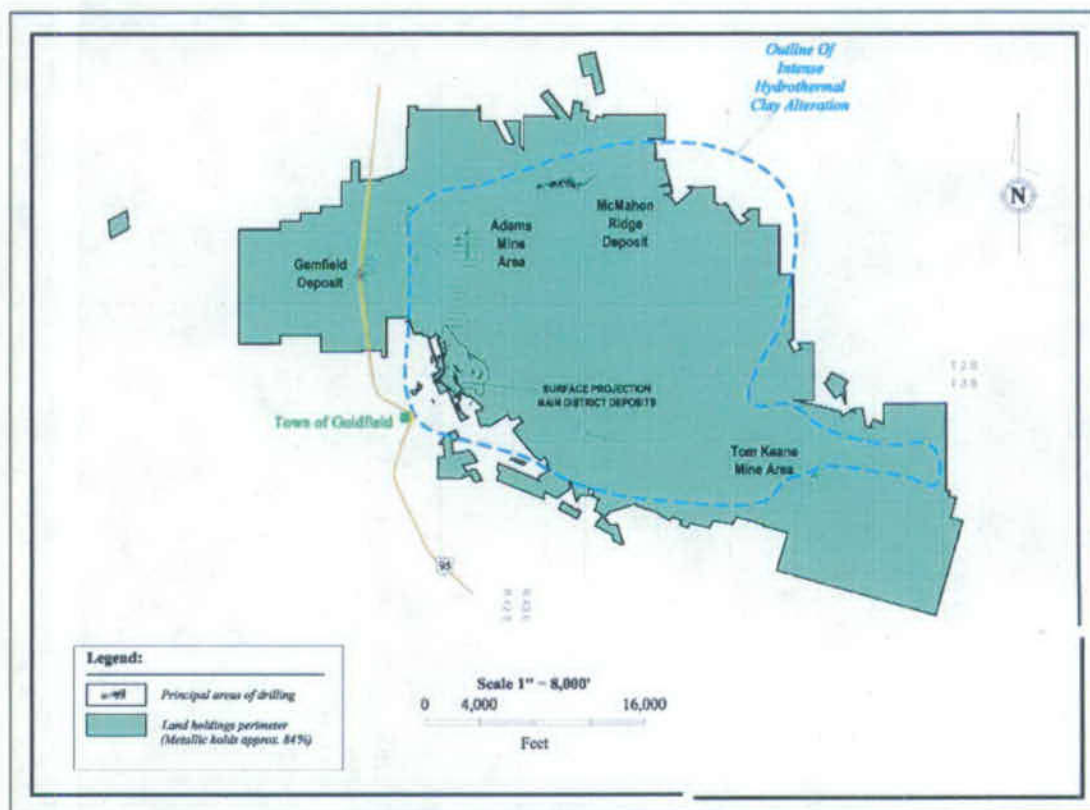 Outline Of
Intense
Hydrothermal
Clay Alteration
N
McMahon
Ridge
Deposit
Adams
Mine
Area
Gemfield
Deposit
SURFACE PROJECTION
MAIN DISTRICT DEPOSITS
Town of Goldfield
Tom Keane
Mine Area
95
Legend:
Principal areas of drilling
Land holdings perimeter
(Metallic holds approx. 84%)
Scale 1" = 8,000'
0 4,000 16,000
Feet